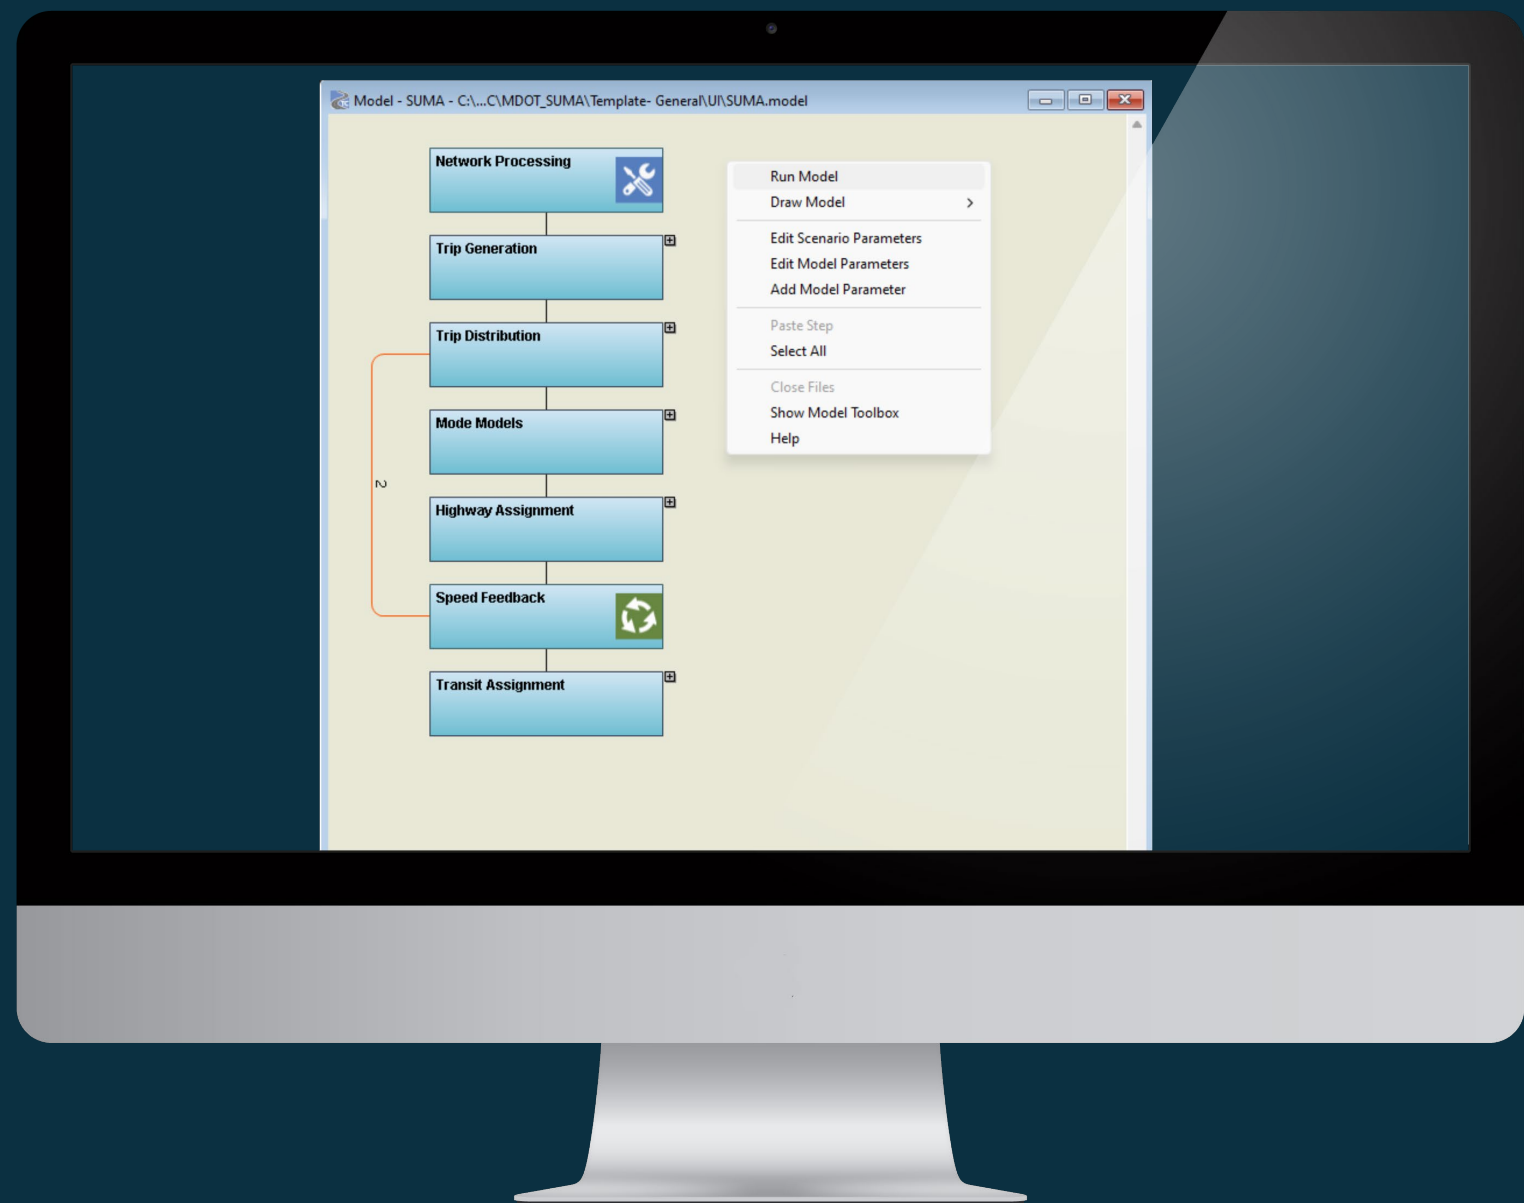 Model - SUMA - C:\...C\MDOT_SUMA\Template- General\UI\SUMA.model
Network Processing
Trip Generation
Trip Distribution
Mode Models
2
Highway Assignment
Speed Feedback
Transit Assignment
Run Model
Draw Model
Edit Scenario Parameters
Edit Model Parameters
Add Model Parameter
Paste Step
Select All
Close Files
Show Model Toolbox
Help